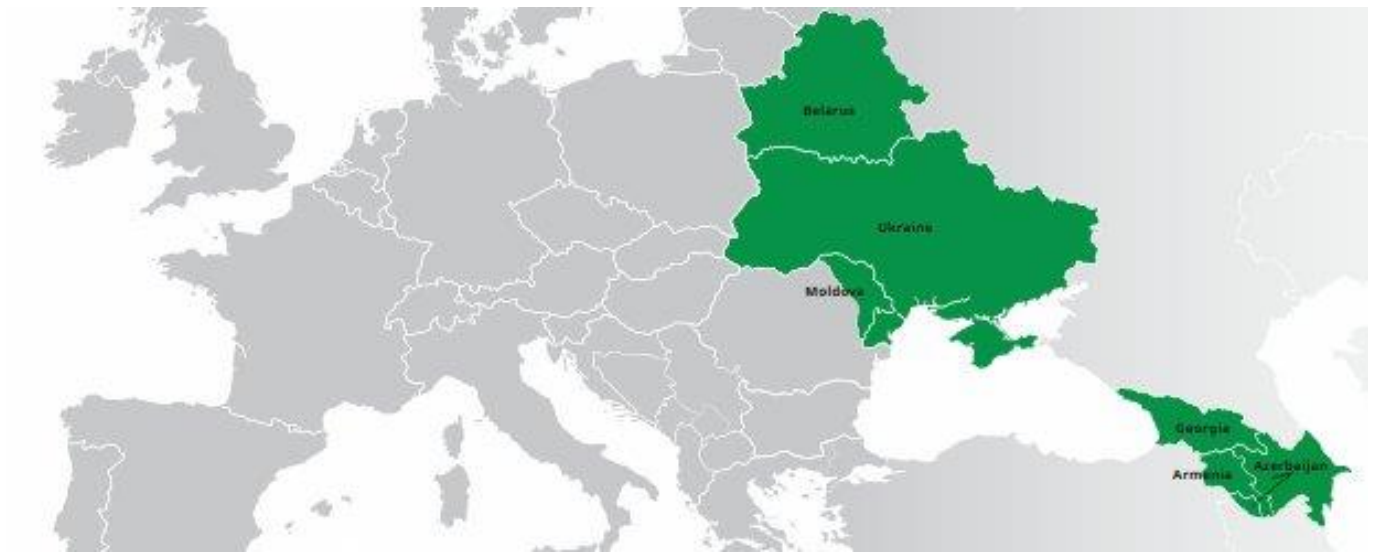 Belarus
Ukraine
Moldova
Georgia
Armenia
Azerbaijan